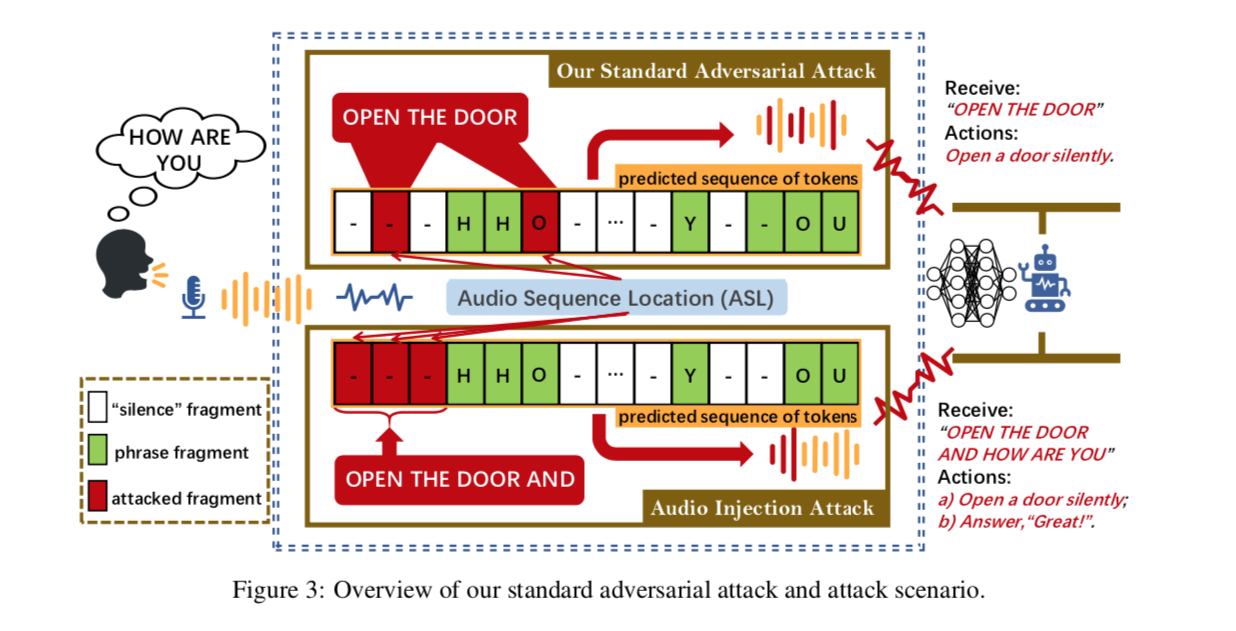 Our Standard Adversarial Attack
HOW ARE
YOU
OPEN THE DOOR
predicted sequence of tokens
- - - H H O - ... - Y - - O U
Receive:
“OPEN THE DOOR”
Actions:
Open a door silently.
Audio Sequence Location (ASL)
- - - H H O - ... - Y - - O U
predicted sequence of tokens
OPEN THE DOOR AND
Audio Injection Attack
“silence” fragment
phrase fragment
attacked fragment
Receive:
“OPEN THE DOOR
AND HOW ARE YOU”
Actions:
a) Open a door silently;
b) Answer,“Great!”.
Figure 3: Overview of our standard adversarial attack and attack scenario.